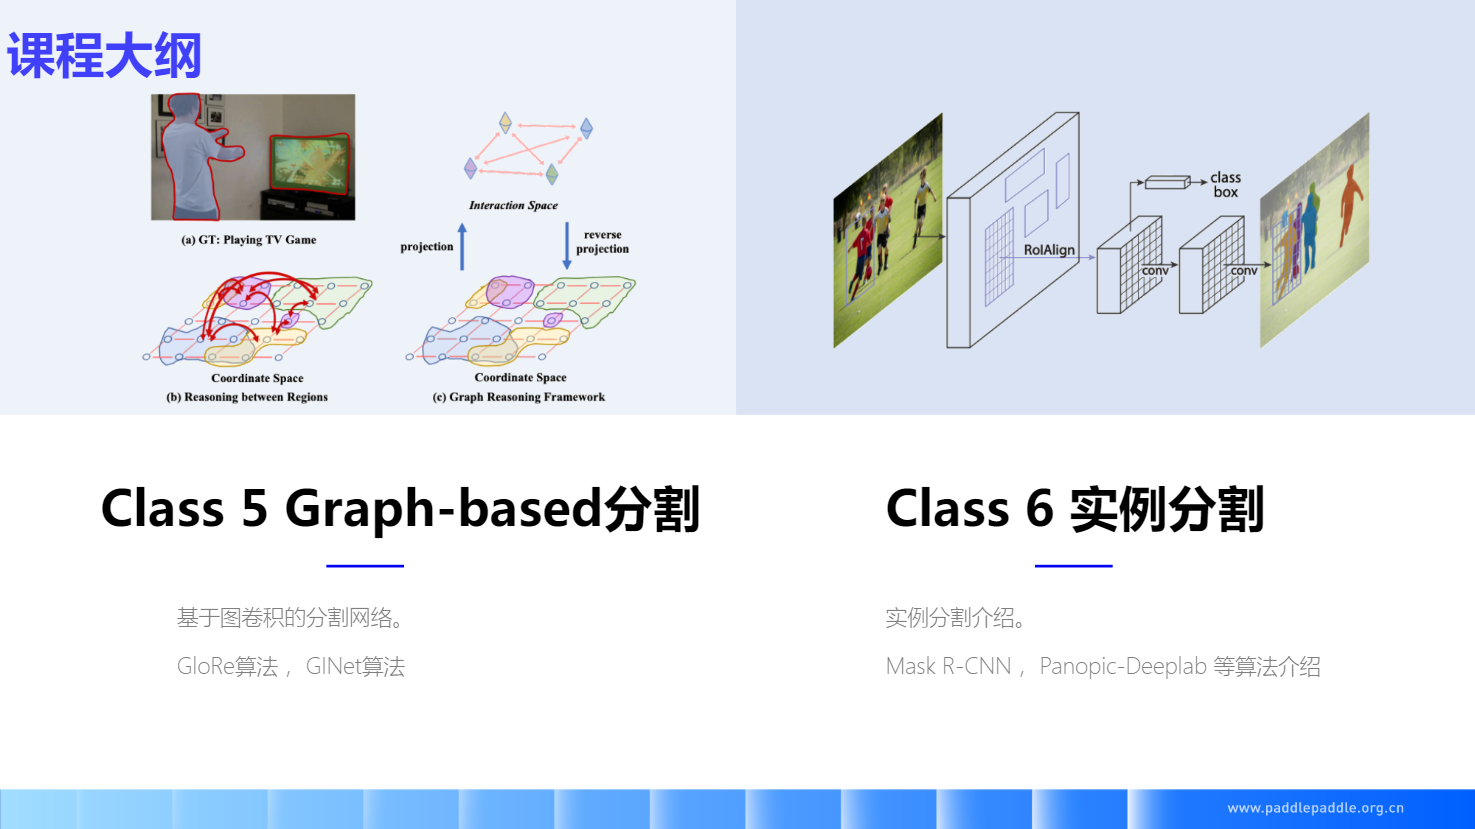 课程大纲
(a) GT: Playing TV Game
Interaction Space
projection
reverse
projection
Coordinate Space
(b) Reasoning between Regions
Coordinate Space
(c) Graph Reasoning Framework
RoIAlign
class
box
conv
conv
Class 5 Graph-based分割
基于图卷积的分割网络。
GloRe算法， GINet算法
Class 6 实例分割
实例分割介绍。
Mask R-CNN， Panopic-Deeplab 等算法介绍
www.paddlepaddle.org.cn